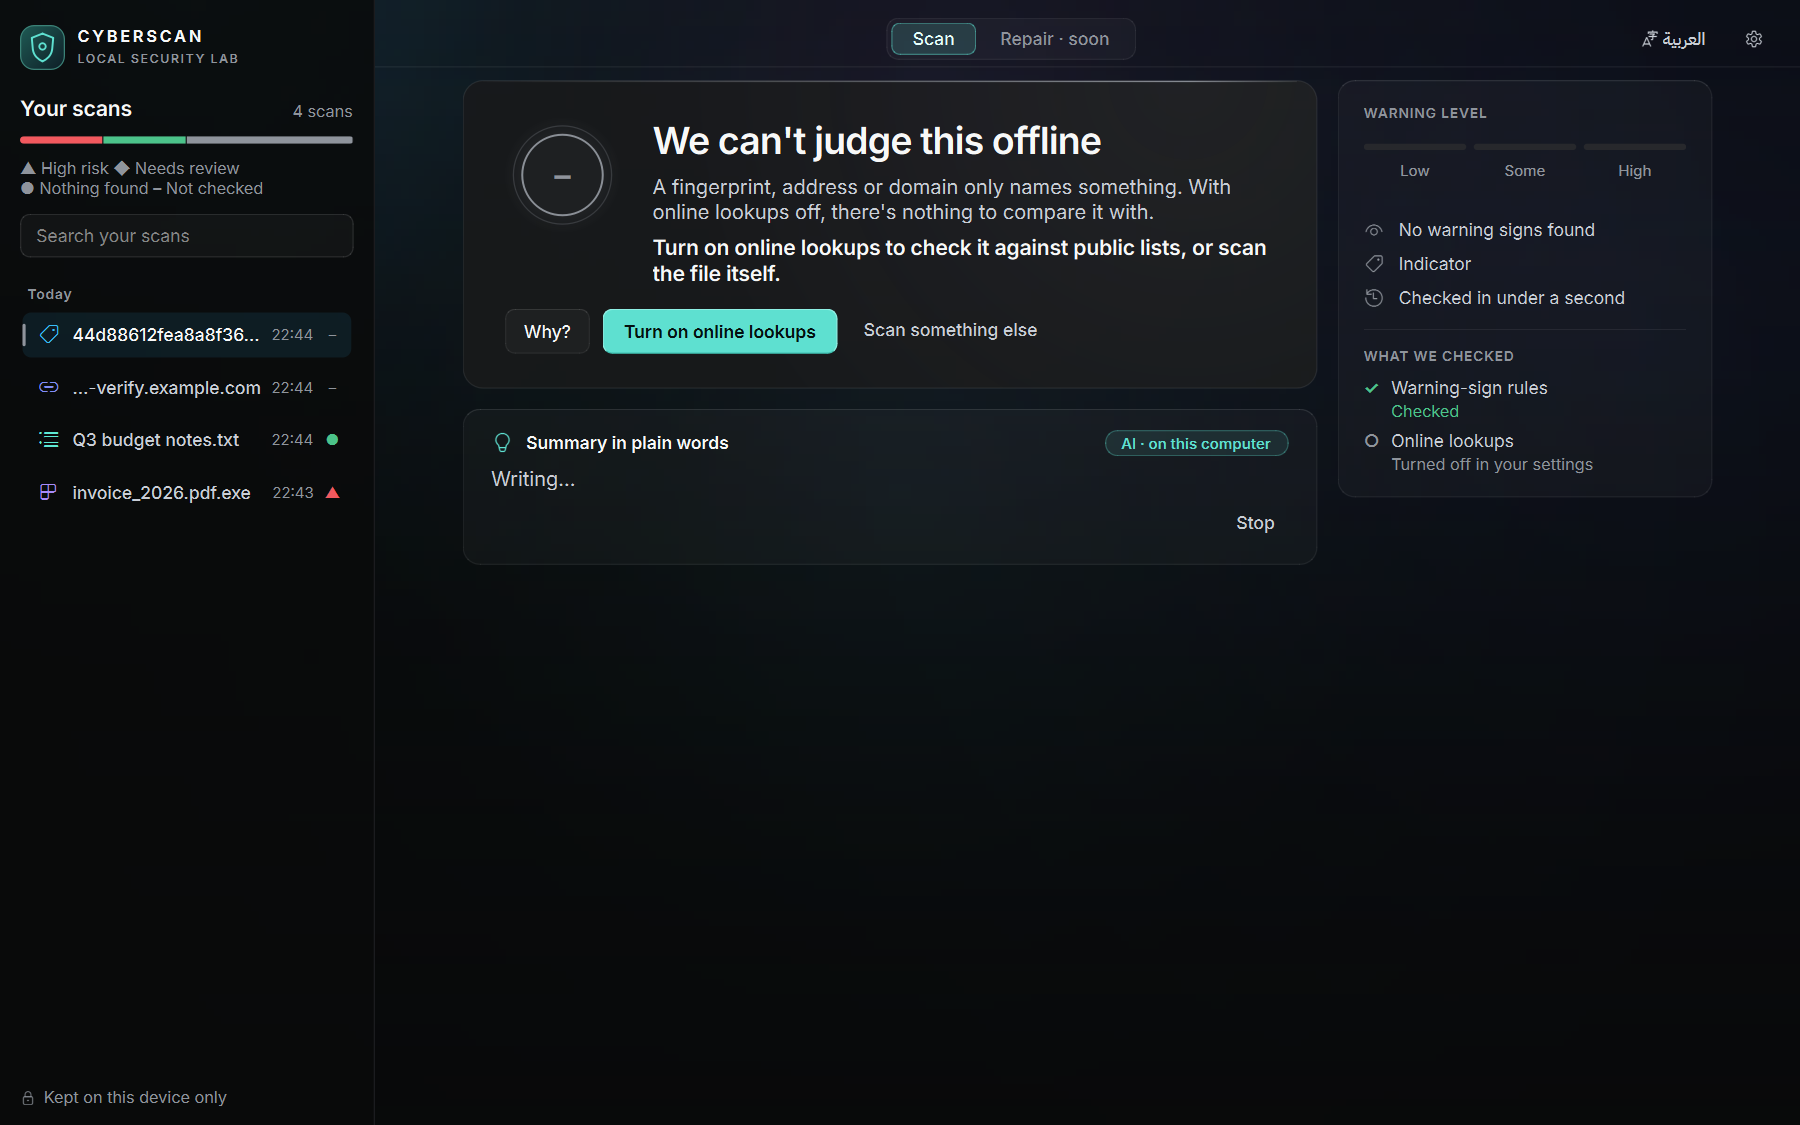 CYBERSCAN
LOCAL SECURITY LAB
Your scans
4 scans
▲ High risk ◆ Needs review
● Nothing found – Not checked
Search your scans
Today
44d88612fea8a8f36... 22:44 –
...-verify.example.com 22:44 –
Q3 budget notes.txt 22:44
invoice_2026.pdf.exe 22:43
Kept on this device only
Scan
Repair · soon
العربية
–
We can't judge this offline
A fingerprint, address or domain only names something. With
online lookups off, there's nothing to compare it with.
Turn on online lookups to check it against public lists, or scan
the file itself.
Why?
Turn on online lookups
Scan something else
Summary in plain words
AI · on this computer
Writing...
Stop
WARNING LEVEL
Low
Some
High
No warning signs found
Indicator
Checked in under a second
WHAT WE CHECKED
Warning-sign rules
Checked
Online lookups
Turned off in your settings